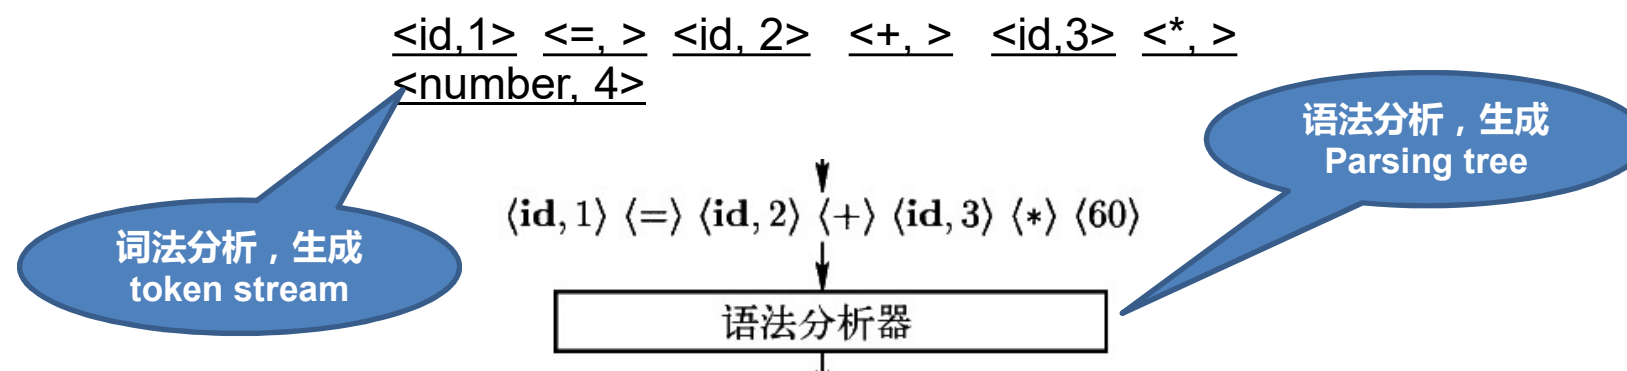 <id,1> <=, > <id, 2> <+, > <id,3> <*, >
<number, 4>
语法分析，生成
Parsing tree
⟨id, 1⟩ ⟨=⟩ ⟨id, 2⟩ ⟨+⟩ ⟨id, 3⟩ ⟨*⟩ ⟨60⟩
词法分析，生成
token stream
语法分析器